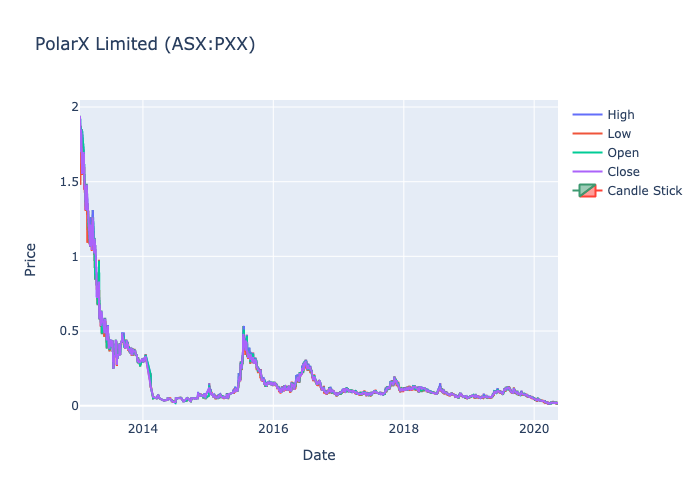 PolarX Limited (ASX:PXX)
2
1.5
1
0.5
0
Price
2014
2016
2018
2020
Date
High
Low
Open
Close
Candle Stick